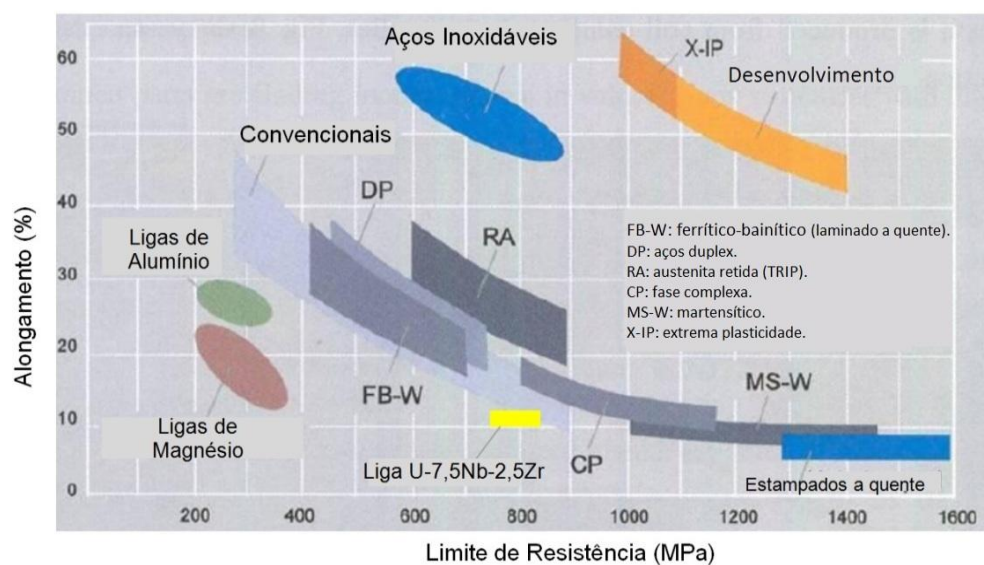 Alongamento (%)
60
50
40
30
20
10
0
Aços Inoxidáveis
X-IP
Desenvolvimento
Convencionais
DP
RA
Ligas de
Alumínio
FB-W: ferrítico-bainítico (laminado a quente).
DP: aços duplex.
RA: austenita retida (TRIP).
CP: fase complexa.
MS-W: martensítico.
X-IP: extrema plasticidade.
FB-W
MS-W
Ligas de
Magnésio
Liga U-7,5Nb-2,5Zr
CP
Estampados a quente
200 400 600 800 1000 1200 1400 1600
Limite de Resistência (MPa)